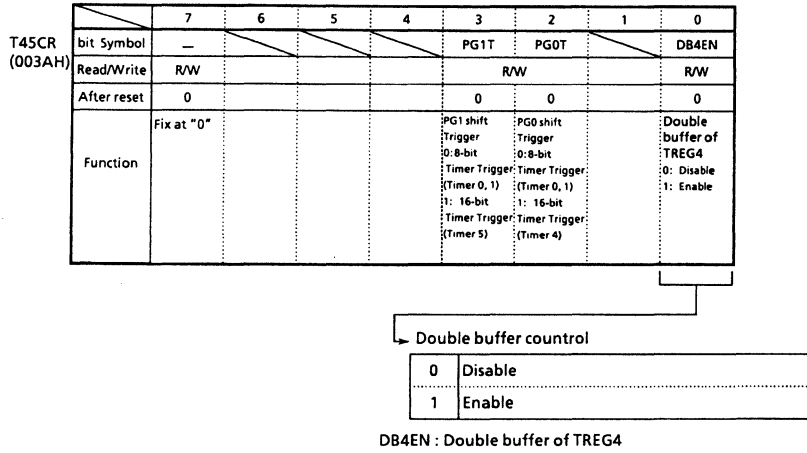 7 6 5 4 3 2 1 0
T45CR
(003AH)
bit Symbol — PG1T PG0T DB4EN
Read/Write R/W R/W R/W
After reset 0 0 0 0
Function
Fix at "0"
PG1 shift
Trigger
0:8-bit
Timer Trigger
(Timer 0, 1)
1: 16-bit
Timer Trigger
(Timer 5)
PG0 shift
Trigger
0:8-bit
Timer Trigger
(Timer 0, 1)
1: 16-bit
Timer Trigger
(Timer 4)
Double
buffer of
TREG4
0: Disable
1: Enable
Double buffer countrol
0 Disable
1 Enable
DB4EN : Double buffer of TREG4